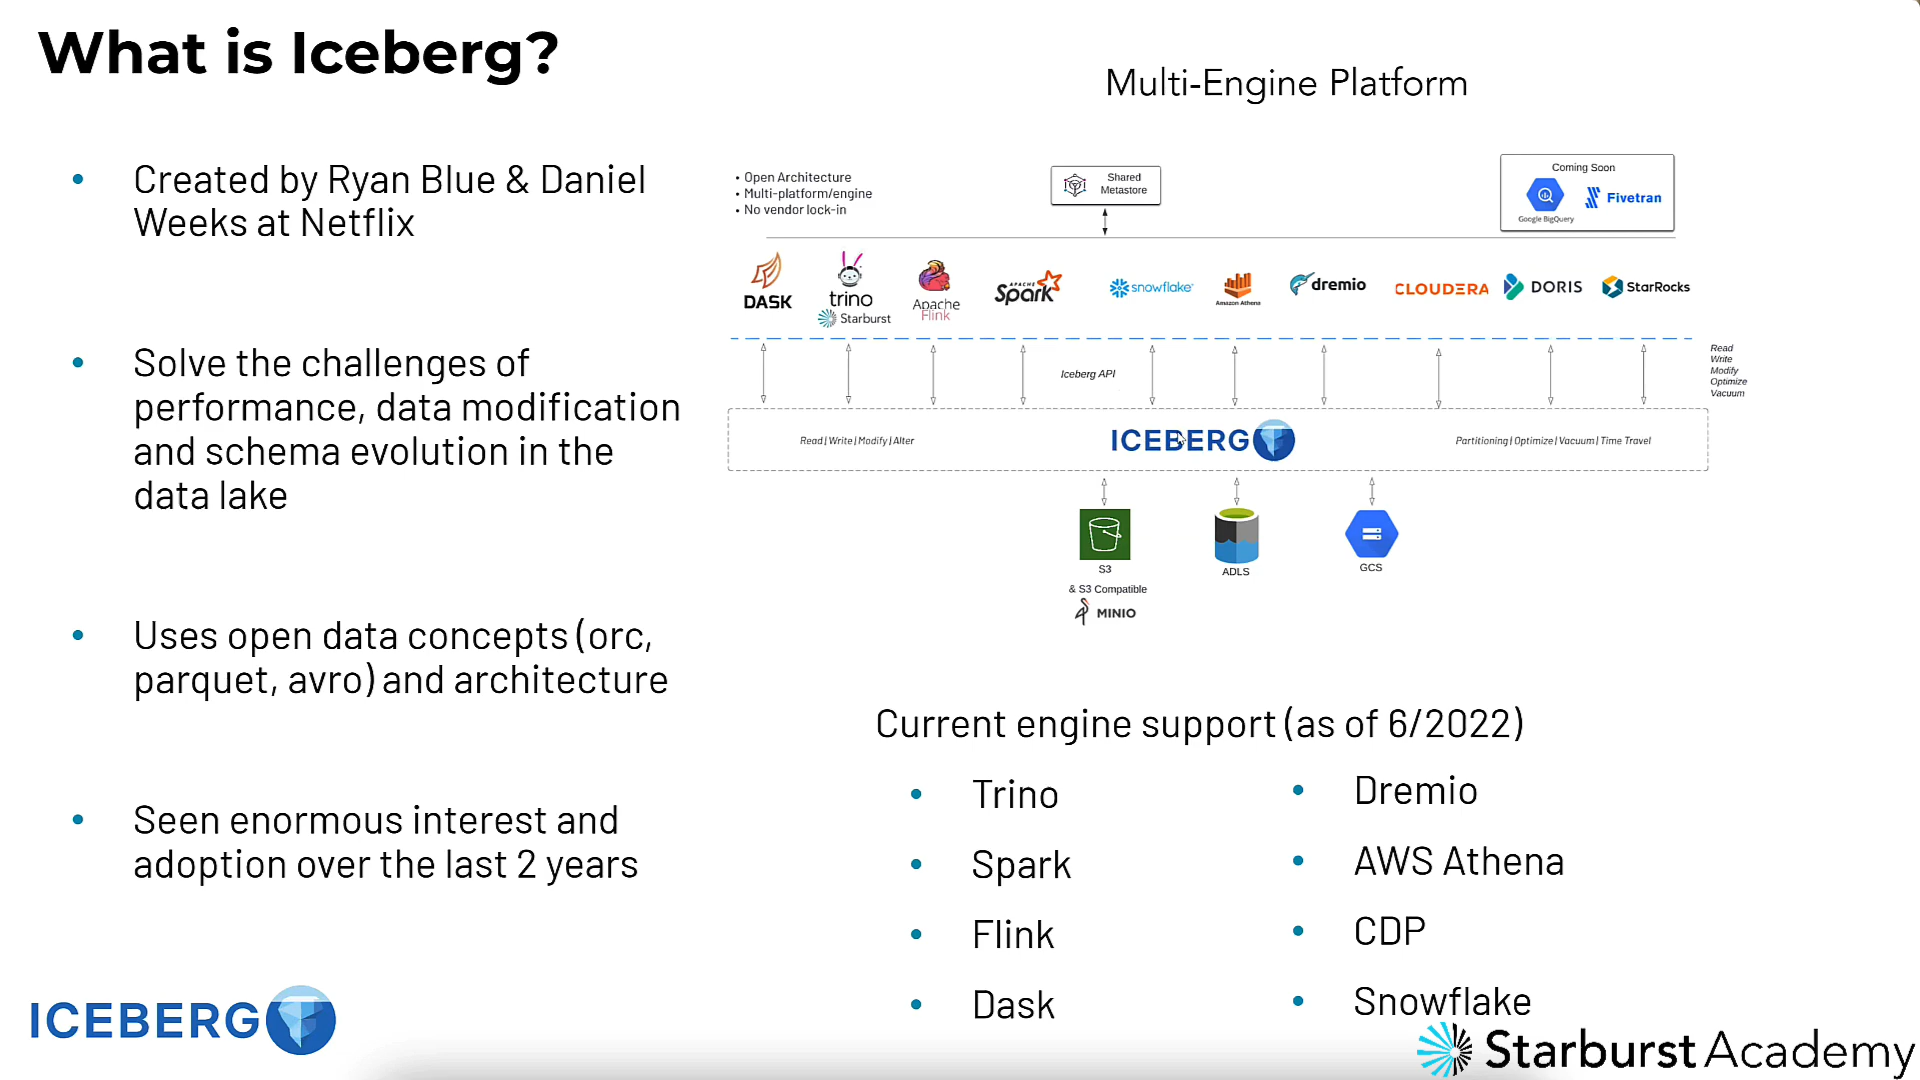 What is Iceberg?
• Created by Ryan Blue & Daniel
Weeks at Netflix
• Solve the challenges of
performance, data modification
and schema evolution in the
data lake
• Uses open data concepts (orc,
parquet, avro) and architecture
• Seen enormous interest and
adoption over the last 2 years
ICEBERG
Multi-Engine Platform
• Open Architecture
• Multi-platform/engine
• No vendor lock-in
Shared
Metastore
Coming Soon
Google BigQuery
Fivetran
DASK
trino
Starburst
Apache
Flink
APACHE
Spark
snowflake
Amazon Athena
dremio
CLOUDERA
DORIS
StarRocks
Iceberg API
Read
Write
Modify
Optimize
Vacuum
Read | Write | Modify | Alter
ICEBERG
Partitioning | Optimize | Vacuum | Time Travel
S3
& S3 Compatible
MINIO
ADLS
GCS
Current engine support (as of 6/2022)
• Trino
• Spark
• Flink
• Dask
• Dremio
• AWS Athena
• CDP
• Snowflake
Starburst Academy